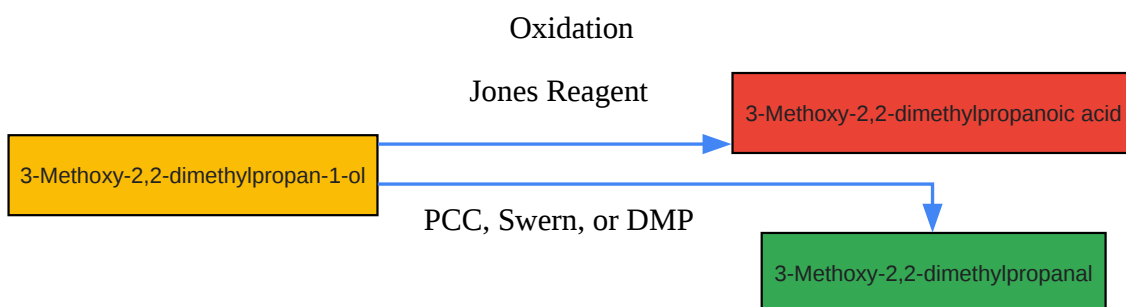 Oxidation
Jones Reagent
3-Methoxy-2,2-dimethylpropanoic acid
3-Methoxy-2,2-dimethylpropan-1-ol
PCC, Swern, or DMP
3-Methoxy-2,2-dimethylpropanal